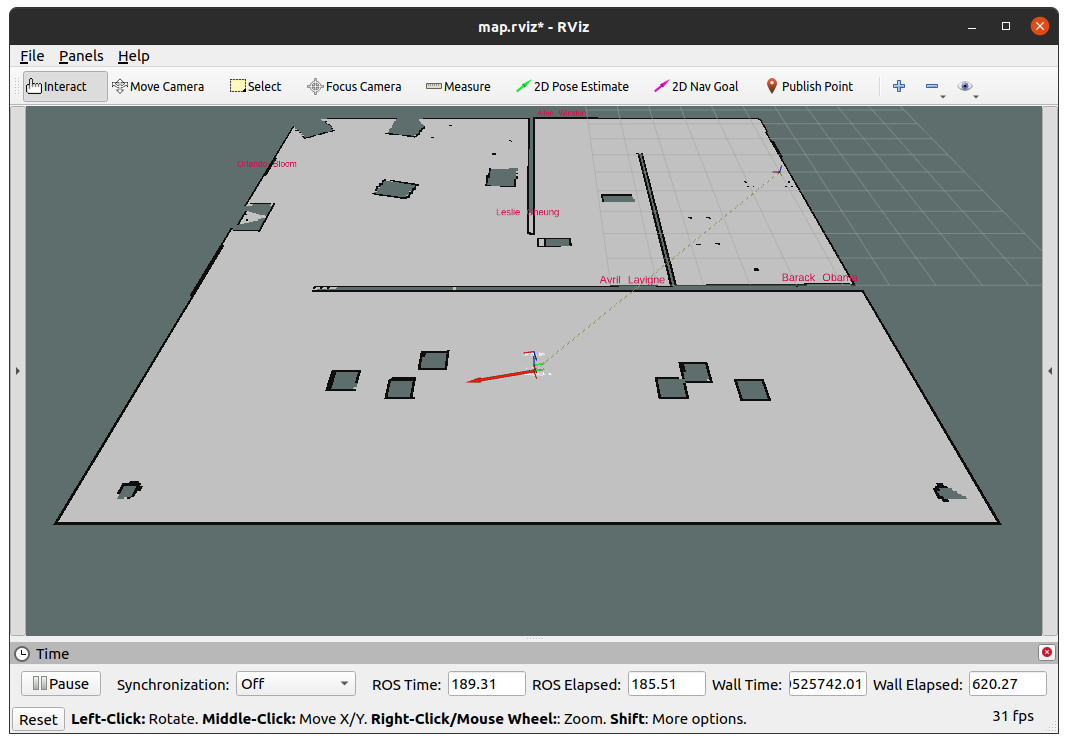 map.rviz* - RViz
File Panels Help
Interact Move Camera Select Focus Camera Measure 2D Pose Estimate 2D Nav Goal Publish Point
Orlando Bloom
Leslie Cheung
Avril Lavigne Barack Obama
Time
Pause Synchronization: Off ROS Time: 189.31 ROS Elapsed: 185.51 Wall Time: 525742.01 Wall Elapsed: 620.27
Reset Left-Click: Rotate. Middle-Click: Move X/Y. Right-Click/Mouse Wheel:: Zoom. Shift: More options. 31 fps